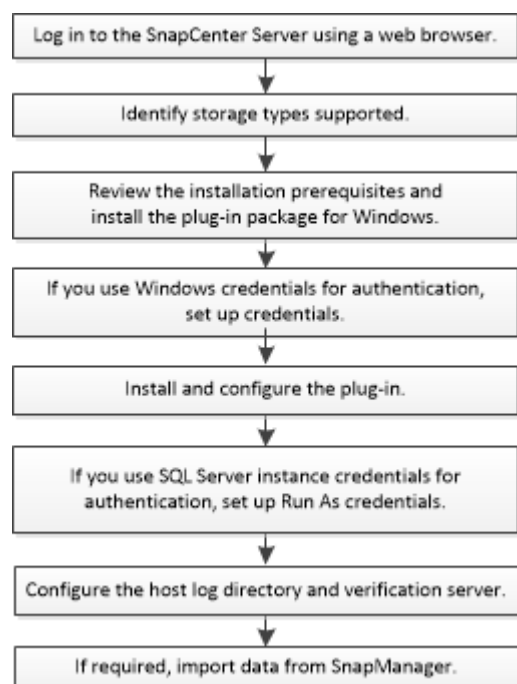 Log in to the SnapCenter Server using a web browser.
Identify storage types supported.
Review the installation prerequisites and
install the plug-in package for Windows.
If you use Windows credentials for authentication,
set up credentials.
Install and configure the plug-in.
If you use SQL Server instance credentials for
authentication, set up Run As credentials.
Configure the host log directory and verification server.
If required, import data from SnapManager.